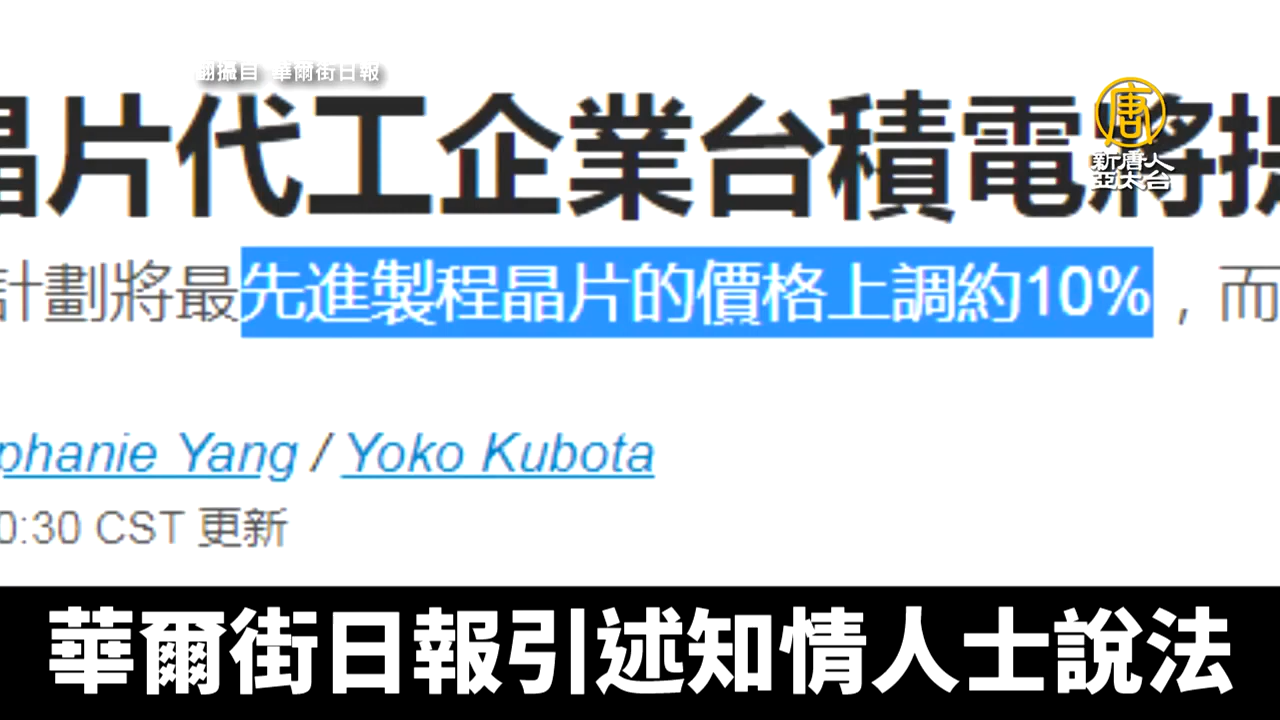 翻攝自 華爾街日報
晶片代工企業台積電將提
唐
新唐人
亞太台
計劃將最先進製程晶片的價格上調約10%，而
phanie Yang / Yoko Kubota
0:30 CST 更新
華爾街日報引述知情人士說法